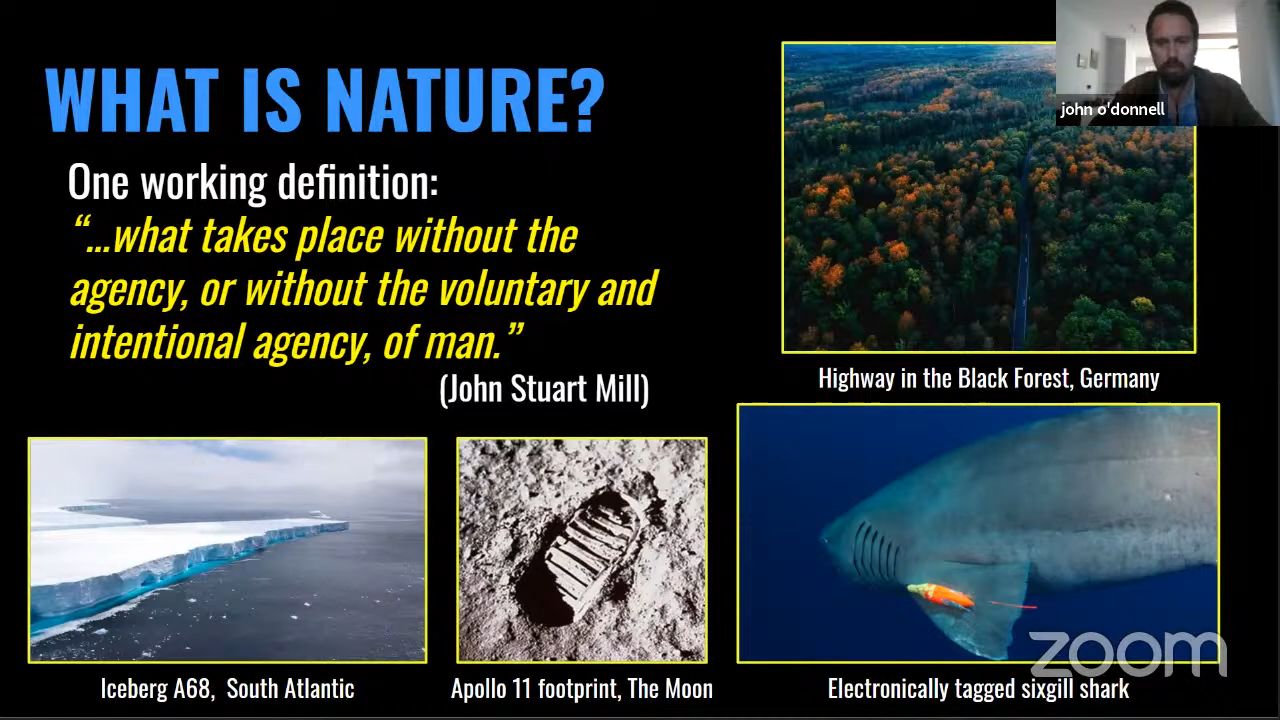 WHAT IS NATURE?
One working definition:
“...what takes place without the
agency, or without the voluntary and
intentional agency, of man.”
(John Stuart Mill)
john o'donnell
Highway in the Black Forest, Germany
Iceberg A68, South Atlantic
Apollo 11 footprint, The Moon
Electronically tagged sixgill shark
zoom